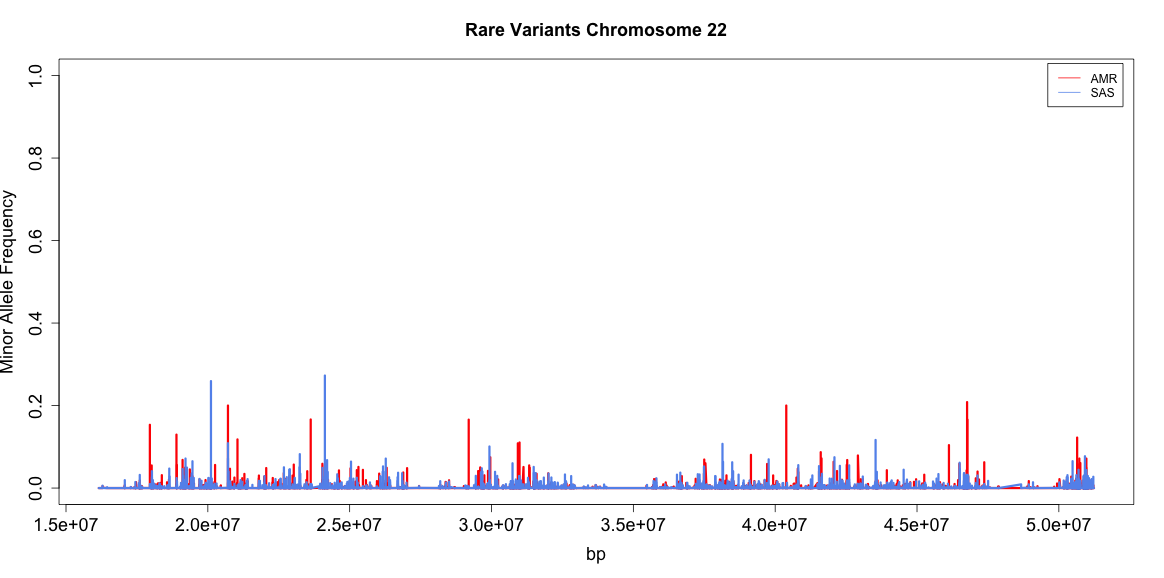 Rare Variants Chromosome 22
AMR
SAS
Minor Allele Frequency
1.0
0.8
0.6
0.4
0.2
0.0
1.5e+07 2.0e+07 2.5e+07 3.0e+07 3.5e+07 4.0e+07 4.5e+07 5.0e+07
bp